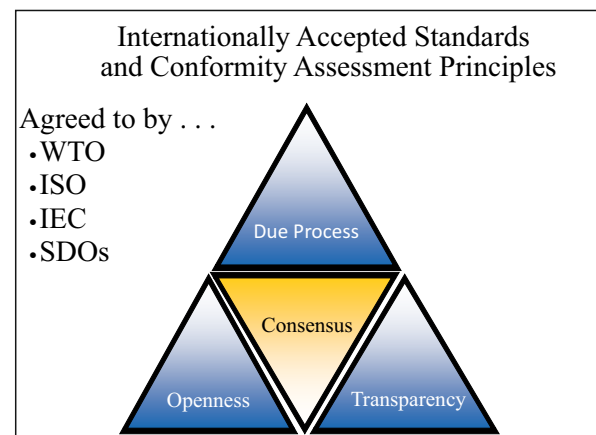 Internationally Accepted Standards
and Conformity Assessment Principles
Agreed to by . . .
•WTO
•ISO
•IEC
•SDOs
Due Process
Consensus
Openness
Transparency